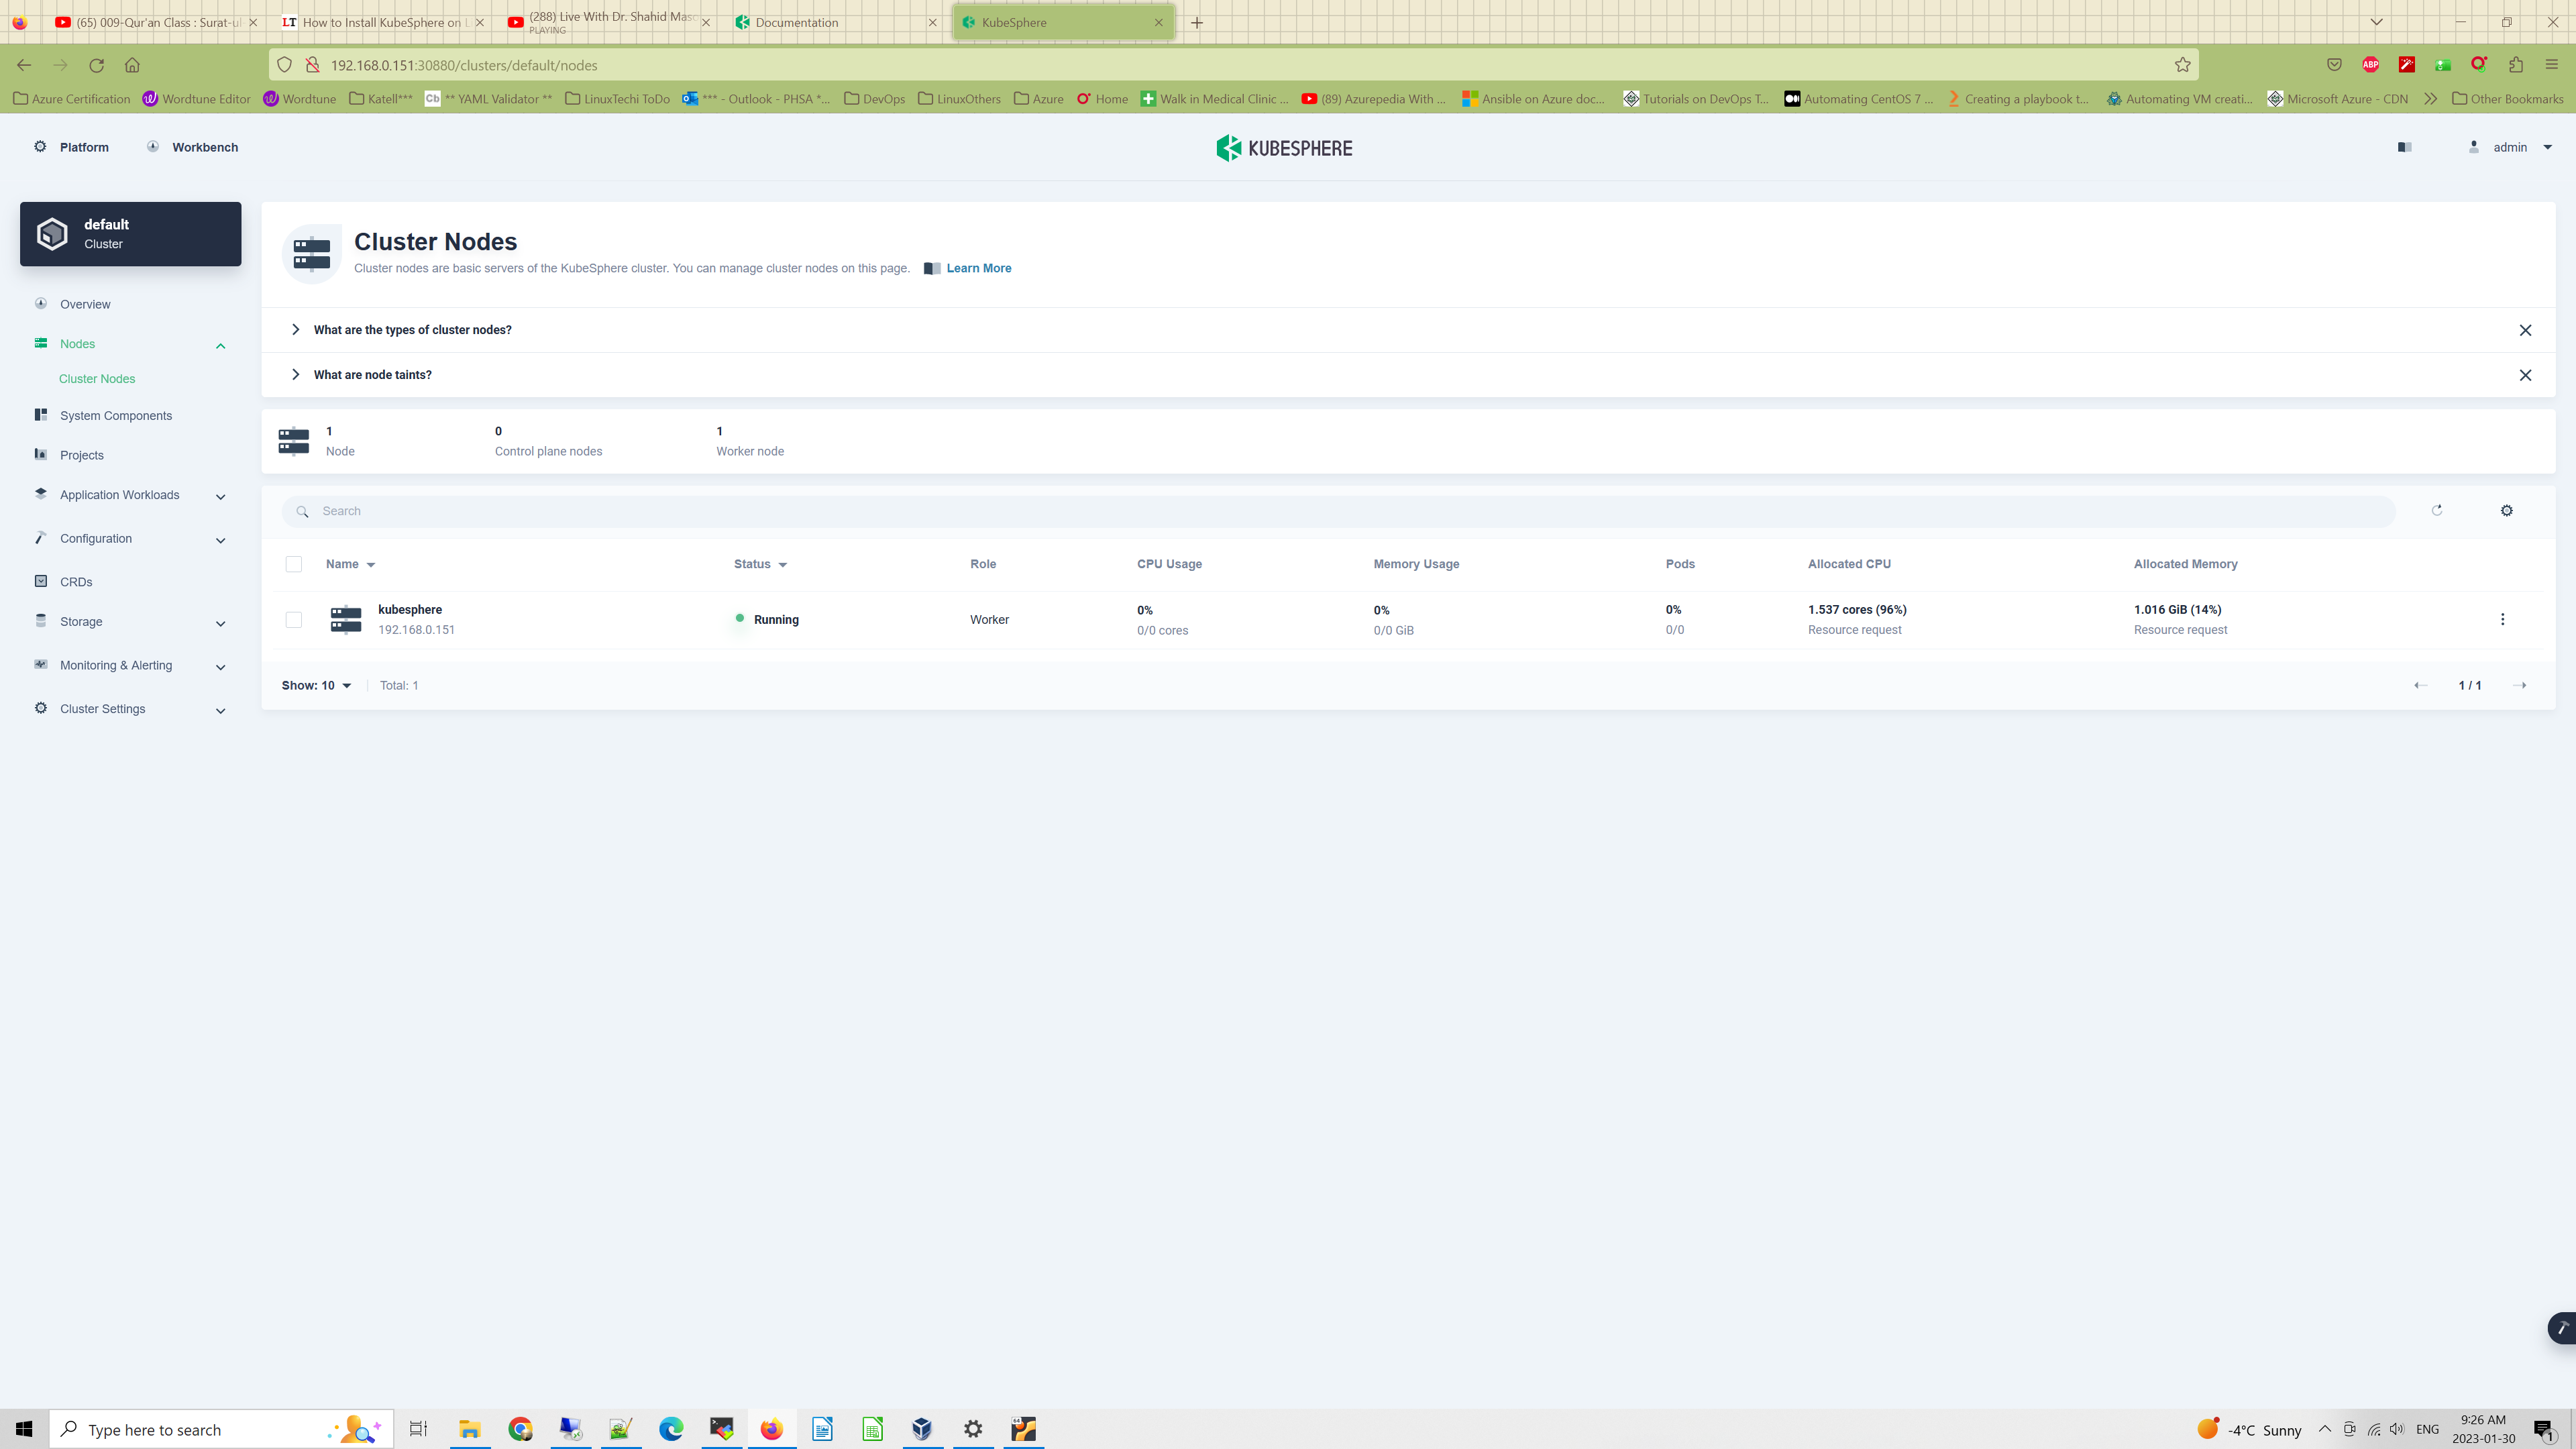 (65) 009-Qur'an Class : Surat-ul
How to Install KubeSphere on L
(288) Live With Dr. Shahid Maso
PLAYING
Documentation
KubeSphere
192.168.0.151:30880/clusters/default/nodes
ABP
Azure Certification
Wordtune Editor
Wordtune
Katell***
** YAML Validator **
LinuxTechi ToDo
*** - Outlook - PHSA *...
DevOps
LinuxOthers
Azure
Home
Walk in Medical Clinic ...
(89) Azurepedia With ...
Ansible on Azure doc...
Tutorials on DevOps T...
Automating CentOS 7 ...
Creating a playbook t...
Automating VM creati...
Microsoft Azure - CDN
Other Bookmarks
Platform
Workbench
KUBESPHERE
admin
default
Cluster
Overview
Nodes
Cluster Nodes
System Components
Projects
Application Workloads
Configuration
CRDs
Storage
Monitoring & Alerting
Cluster Settings
Cluster Nodes
Cluster nodes are basic servers of the KubeSphere cluster. You can manage cluster nodes on this page. Learn More
What are the types of cluster nodes?
What are node taints?
1
Node
0
Control plane nodes
1
Worker node
Search
Name Status Role CPU Usage Memory Usage Pods Allocated CPU Allocated Memory
kubesphere
192.168.0.151
Running
Worker
0%
0/0 cores
0%
0/0 GiB
0%
0/0
1.537 cores (96%)
Resource request
1.016 GiB (14%)
Resource request
Show: 10
Total: 1
1 / 1
Type here to search
-4°C Sunny
ENG
9:26 AM
2023-01-30
1